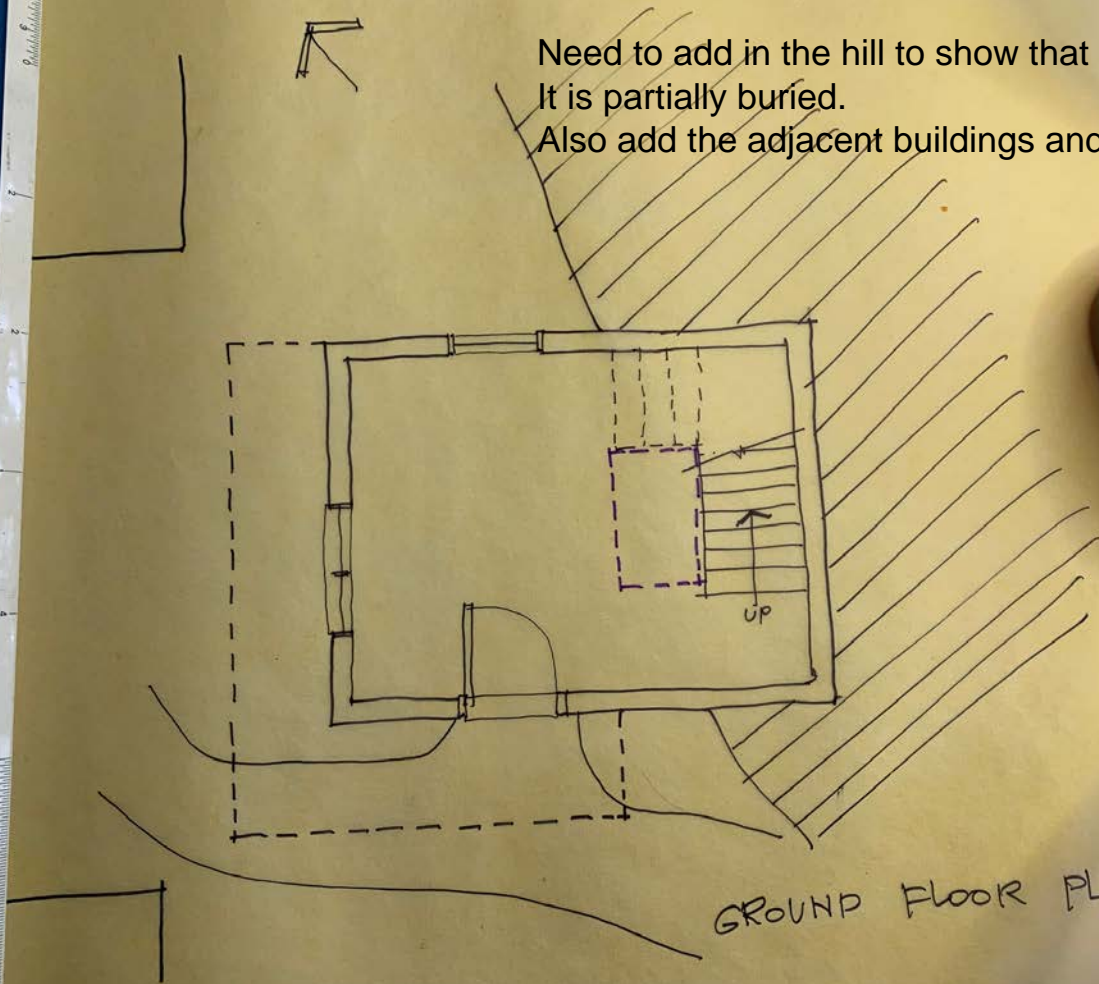 Need to add in the hill to show that
It is partially buried.
Also add the adjacent buildings and
UP
GROUND FLOOR PL